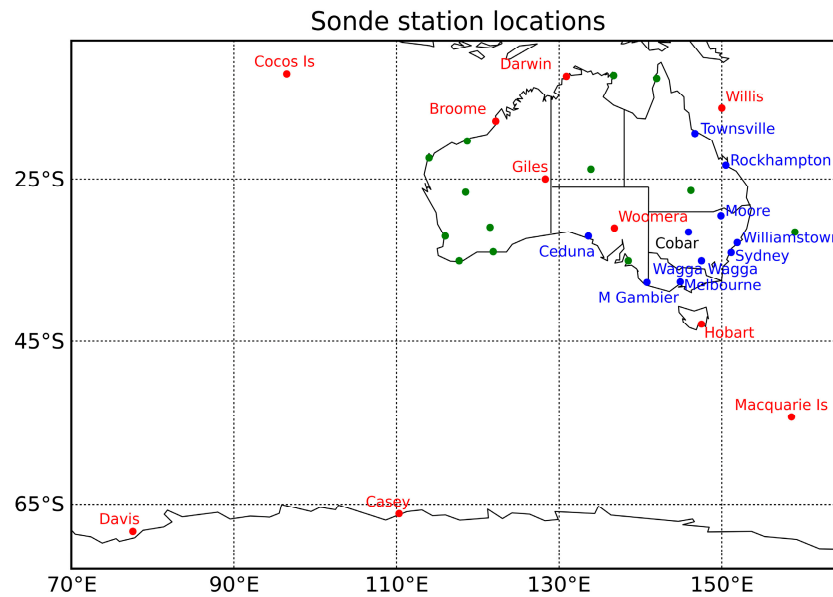 Sonde station locations
Cocos Is
Darwin
Broome
Willis
Townsville
Giles
Rockhampton
25°S
Woomera
Moore
Ceduna
Cobar
Williamstown
Sydney
Wagga Wagga
Melbourne
M Gambier
Hobart
45°S
Macquarie Is
65°S
Casey
Davis
70°E
90°E
110°E
130°E
150°E